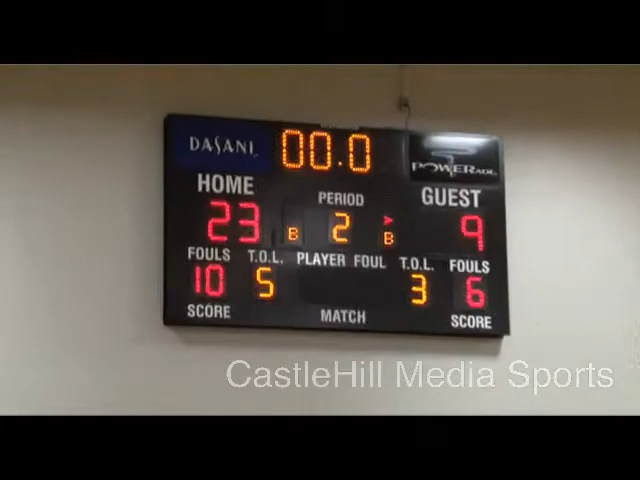 DASANI 00.0 POWERADE
HOME PERIOD GUEST
23 B 2 B 9
FOULS T.O.L. PLAYER FOUL T.O.L. FOULS
10 5 3 6
SCORE MATCH SCORE
CastleHill Media Sports